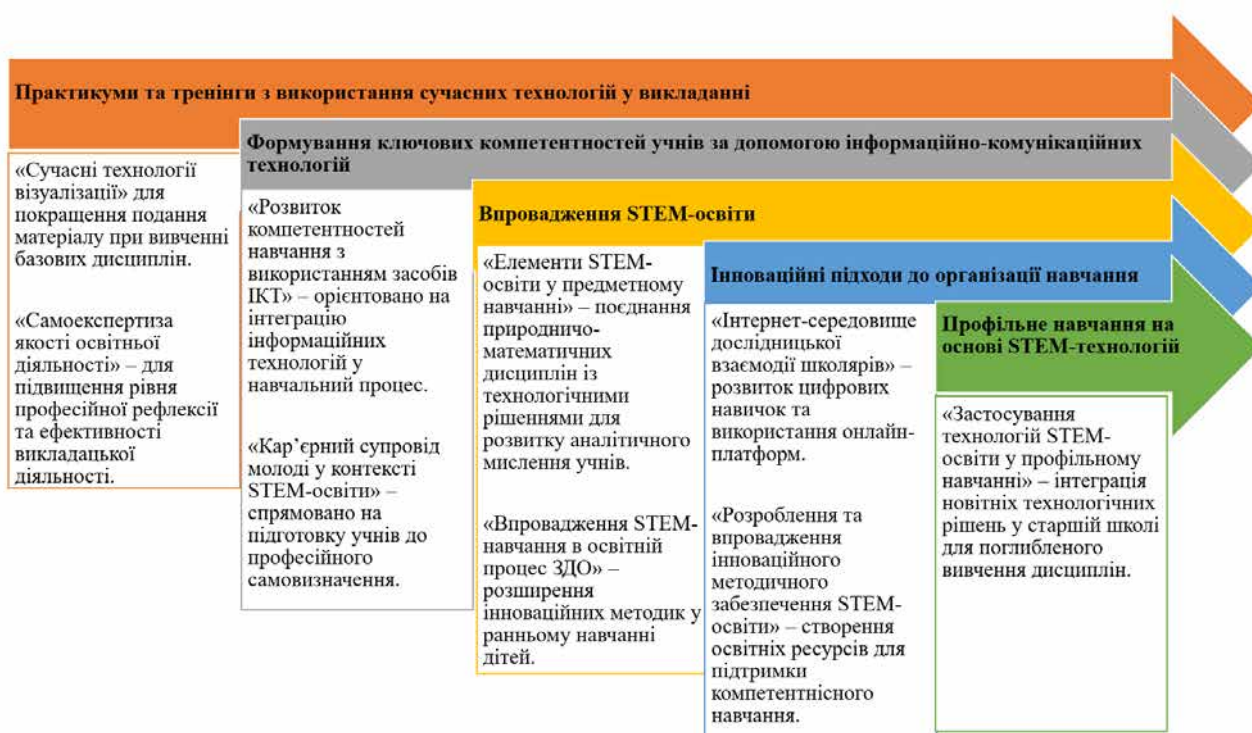 Практикуми та тренінги з використання сучасних технологій у викладанні
«Сучасні технології
візуалізації» для
покращення подання
матеріалу при вивченні
базових дисциплін.
«Самоекспертиза
якості освітньої
діяльності» – для
підвищення рівня
професійної рефлексії
та ефективності
викладацької
діяльності.
Формування ключових компетентностей учнів за допомогою інформаційно-комунікаційних
технологій
«Розвиток
компетентностей
навчання з
використанням засобів
ІКТ» – орієнтовано на
інтеграцію
інформаційних
технологій у
навчальний процес.
«Кар’єрний супровід
молоді у контексті
STEM-освіти» –
спрямовано на
підготовку учнів до
професійного
самовизначення.
Впровадження STEM-освіти
«Елементи STEM-
освіти у предметному
навчанні» – поєднання
природничо-
математичних
дисциплін із
технологічними
рішеннями для
розвитку аналітичного
мислення учнів.
«Впровадження STEM-
навчання в освітній
процес ЗДО» –
розширення
інноваційних методик у
ранньому навчанні
дітей.
Інноваційні підходи до організації навчання
«Інтернет-середовище
дослідницької
взаємодії школярів» –
розвиток цифрових
навичок та
використання онлайн-
платформ.
«Розроблення та
впровадження
інноваційного
методичного
забезпечення STEM-
освіти» – створення
освітніх ресурсів для
підтримки
компетентнісного
навчання.
Профільне навчання на
основі STEM-технологій
«Застосування
технологій STEM-
освіти у профільному
навчанні» – інтеграція
новітніх технологічних
рішень у старшій школі
для поглибленого
вивчення дисциплін.